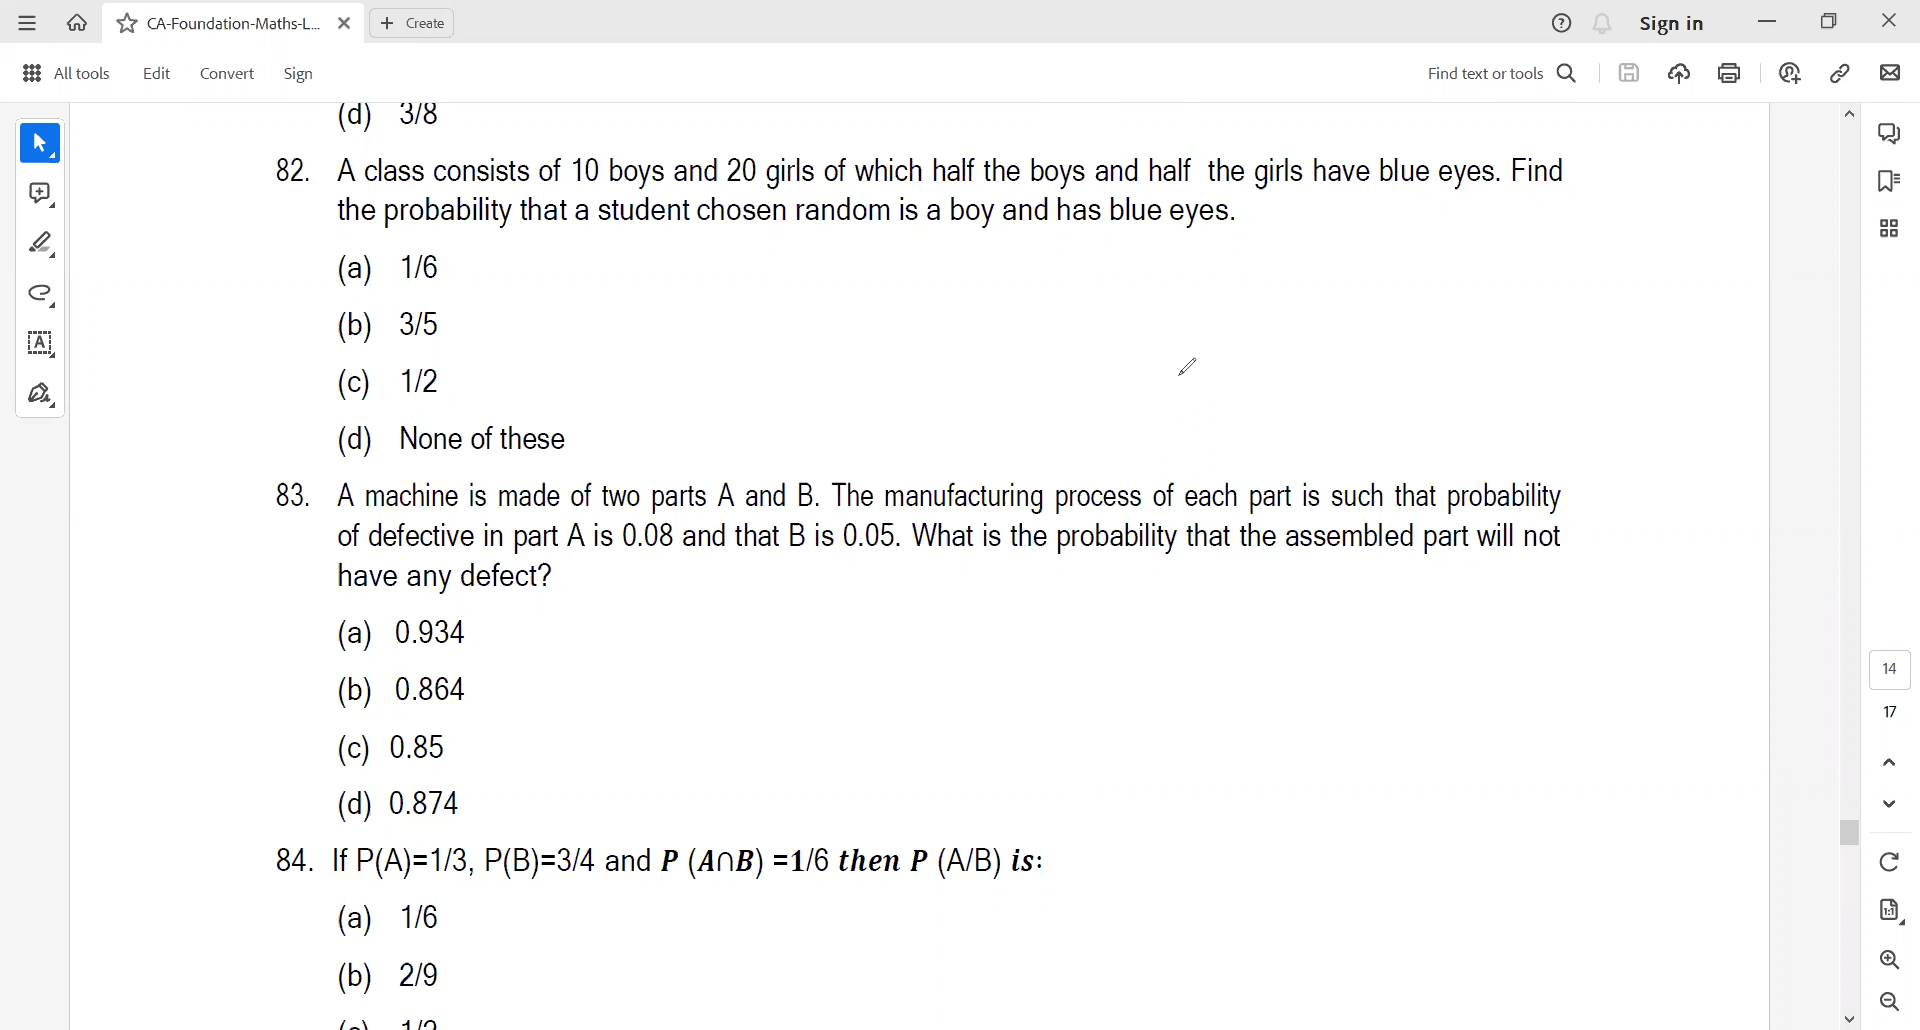 CA-Foundation-Maths-L...
Create
Sign in
All tools
Edit
Convert
Sign
Find text or tools
(d) 3/8
82. A class consists of 10 boys and 20 girls of which half the boys and half the girls have blue eyes. Find
the probability that a student chosen random is a boy and has blue eyes.
(a) 1/6
(b) 3/5
(c) 1/2
(d) None of these
83. A machine is made of two parts A and B. The manufacturing process of each part is such that probability
of defective in part A is 0.08 and that B is 0.05. What is the probability that the assembled part will not
have any defect?
(a) 0.934
(b) 0.864
(c) 0.85
(d) 0.874
84. If P(A)=1/3, P(B)=3/4 and P (A∩B) =1/6 then P (A/B) is:
(a) 1/6
(b) 2/9
14
17